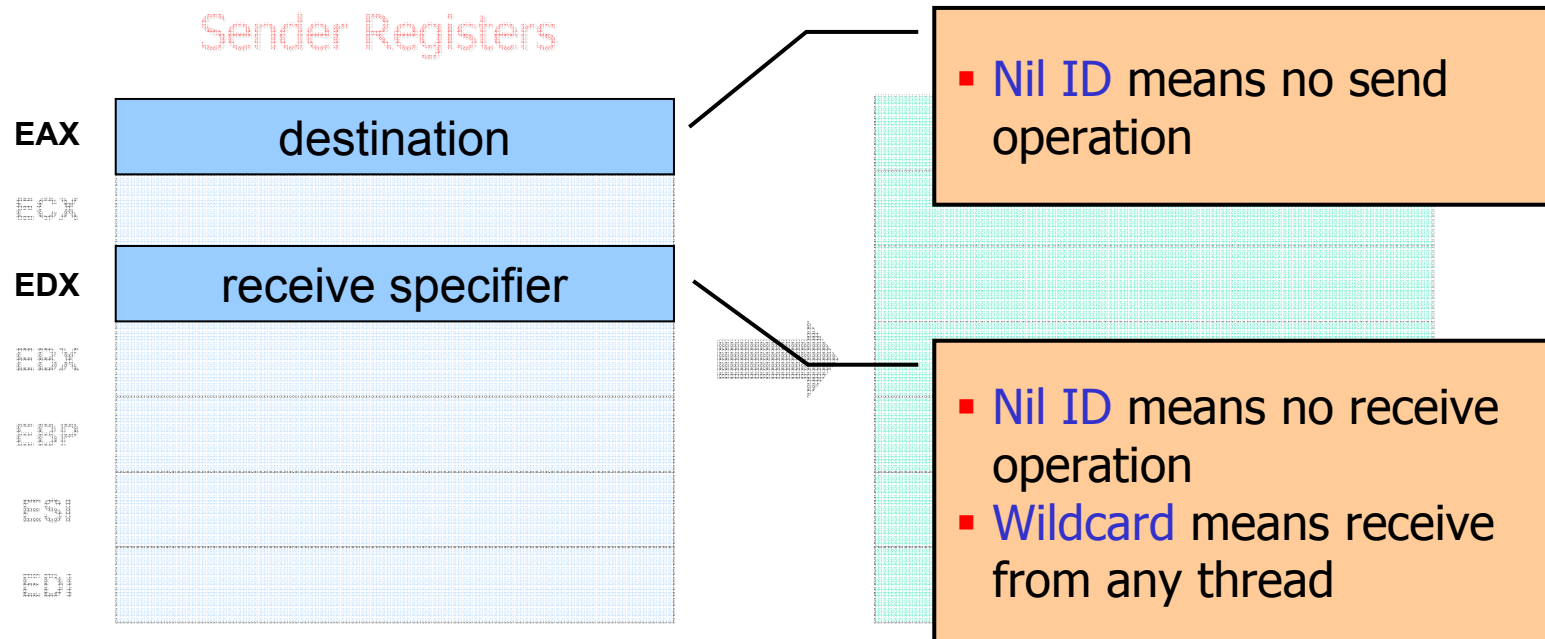 Sender Registers
EAX
destination
ECX
EDX
receive specifier
EBX
EBP
ESI
EDI
▪ Nil ID means no send
operation
▪ Nil ID means no receive
operation
▪ Wildcard means receive
from any thread